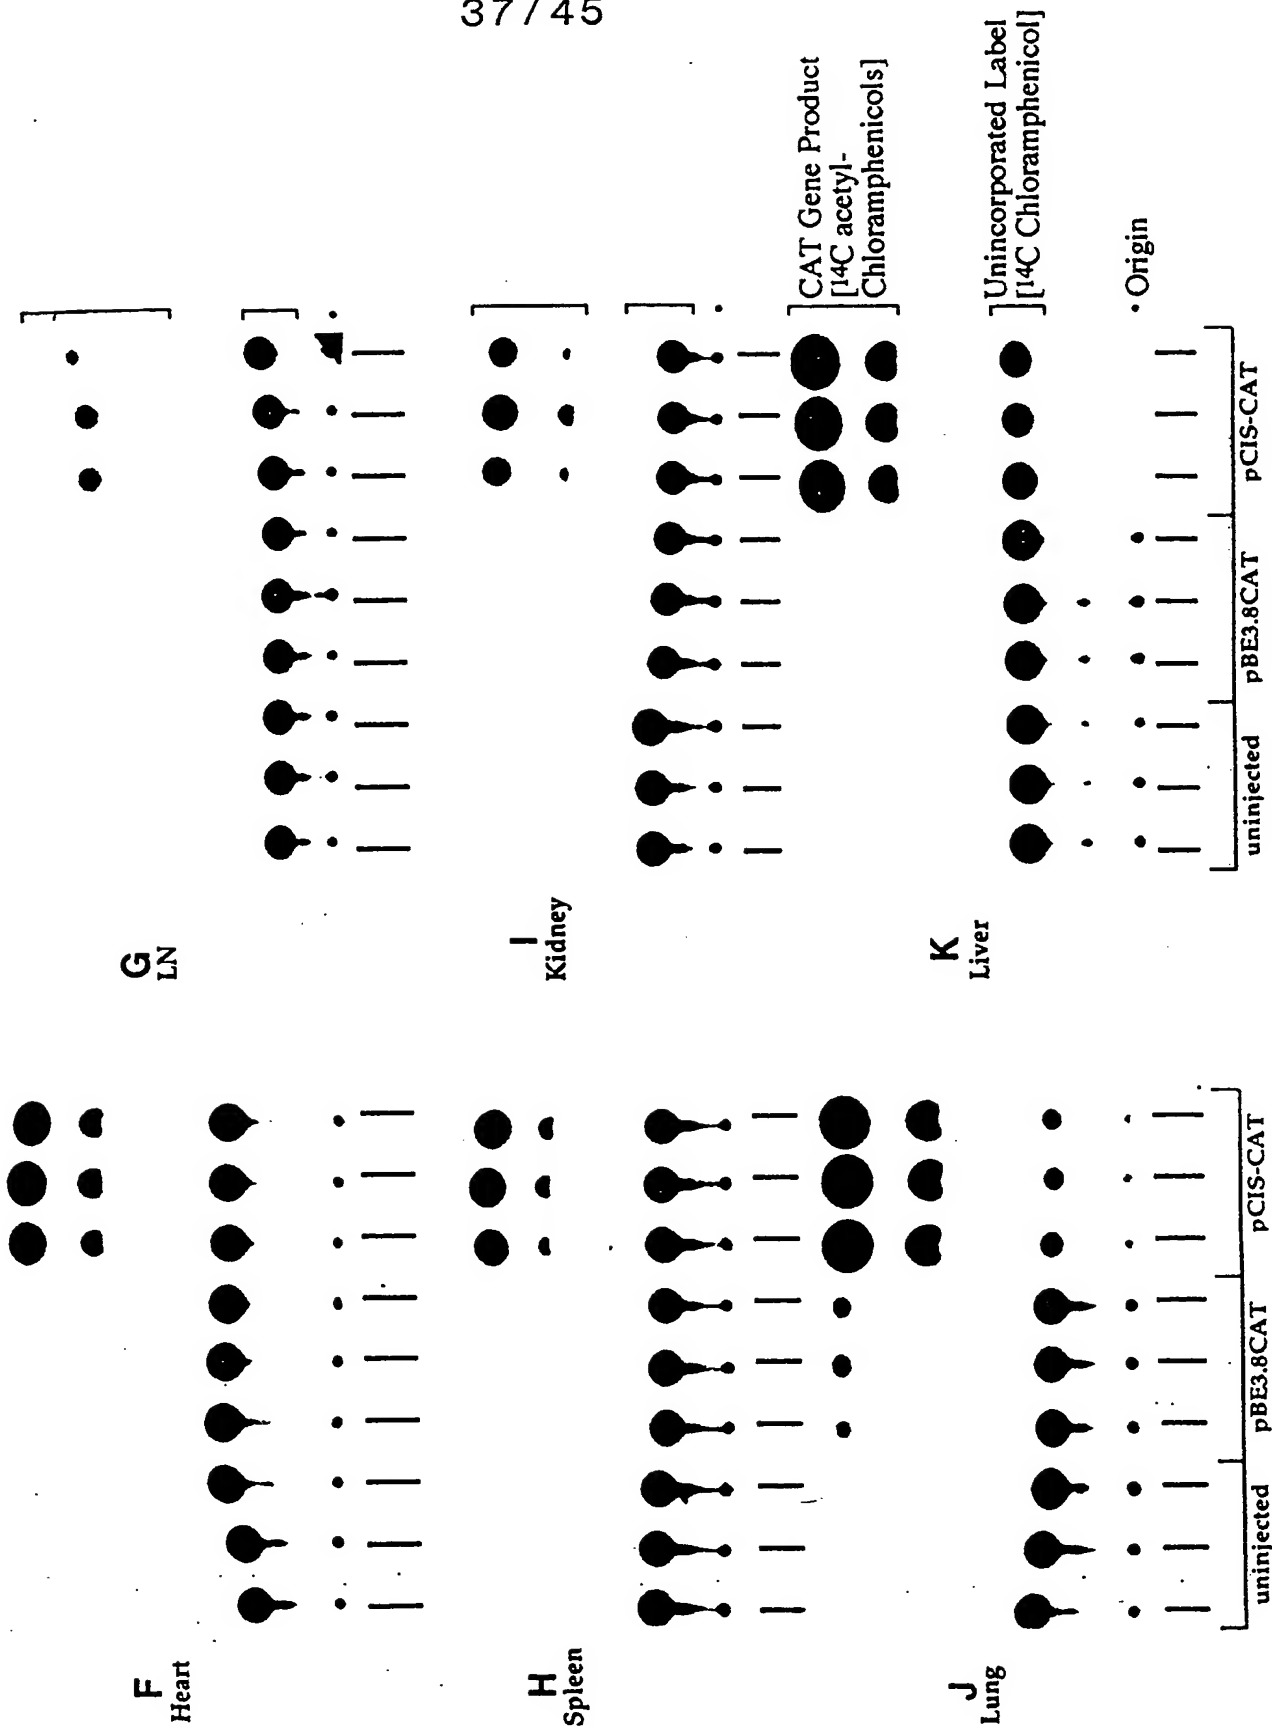 37/45
F
Heart
G
LN
H
Spleen
I
Kidney
J
Lung
uninjected
pBE3.8CAT
pCIS-CAT
K
Liver
uninjected
pBE3.8CAT
pCIS-CAT
CAT Gene Product
[¹⁴C acetyl-
Chloramphenicols]
Unincorporated Label
[¹⁴C Chloramphenicol]
• Origin